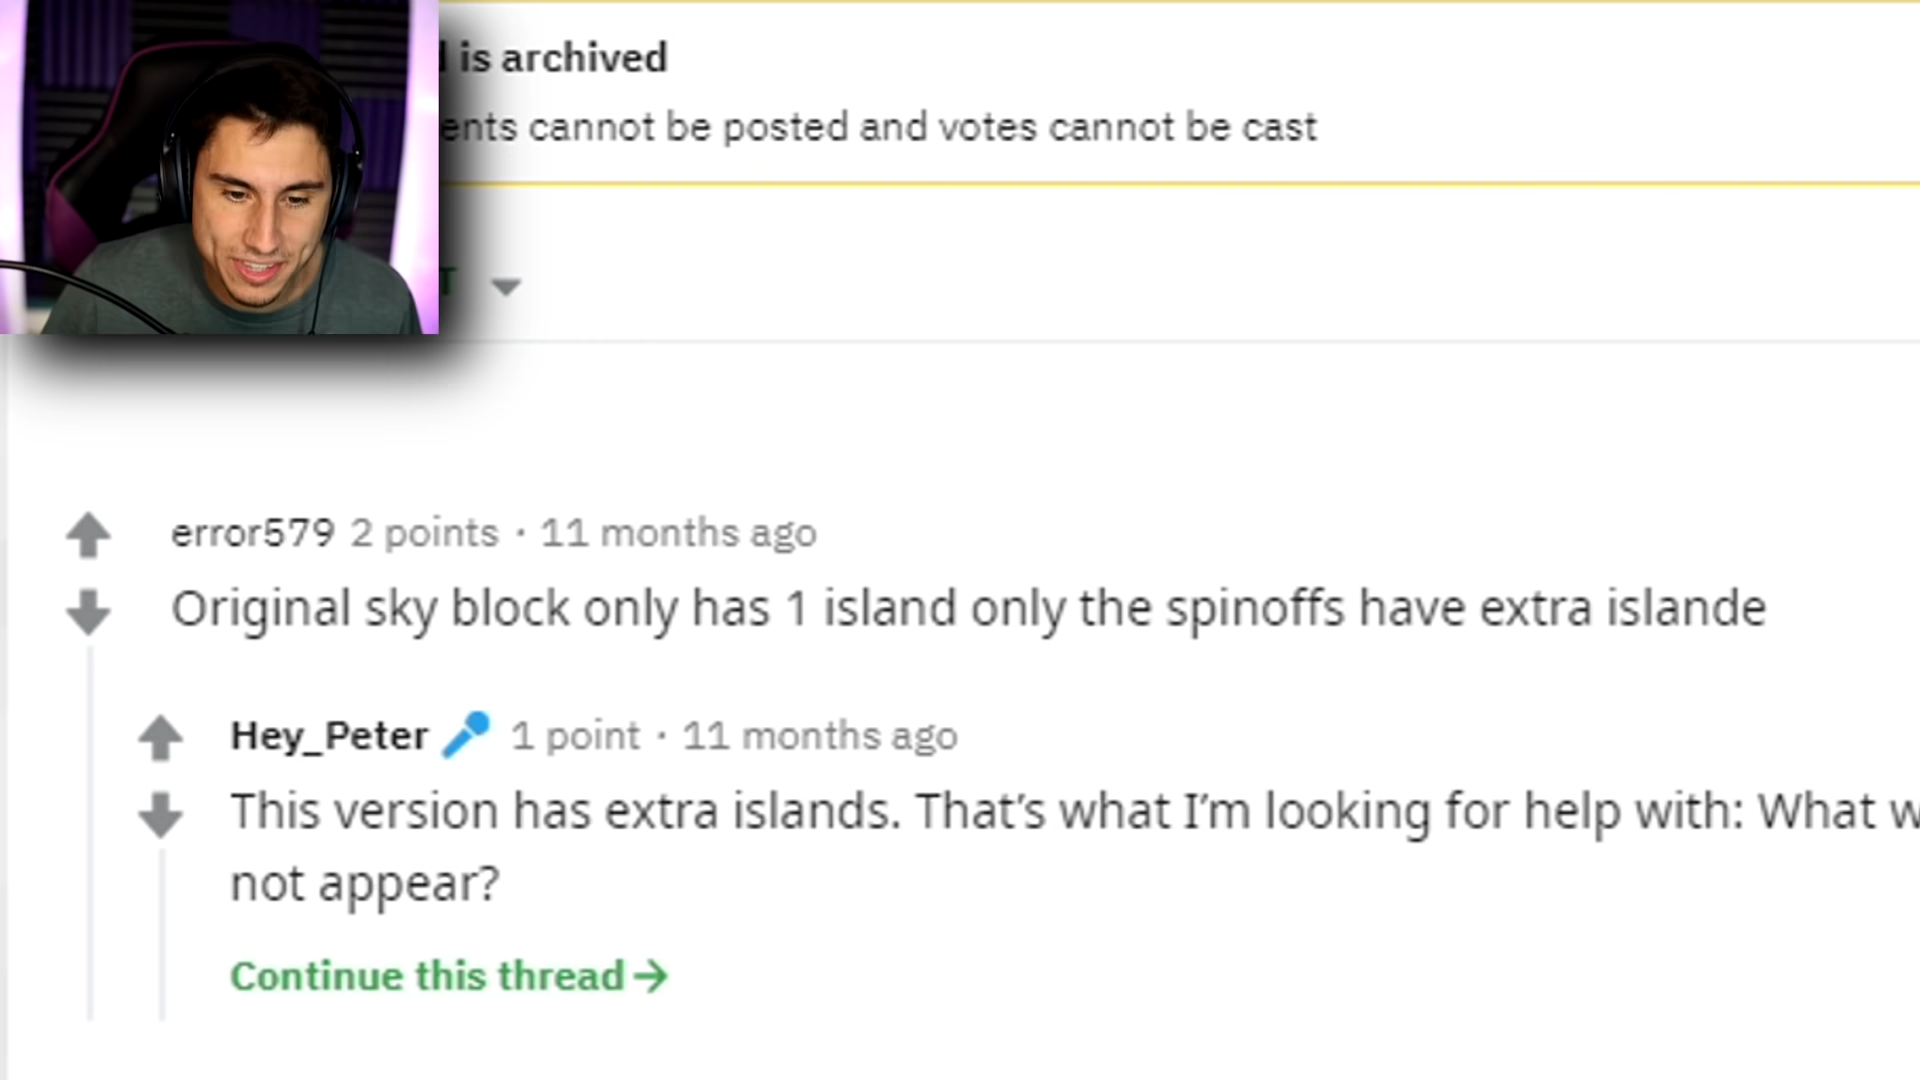 is archived
cannot be posted and votes cannot be cast
error579 2 points · 11 months ago
Original sky block only has 1 island only the spinoffs have extra islande
Hey_Peter 1 point · 11 months ago
This version has extra islands. That's what I'm looking for help with: What
not appear?
Continue this thread